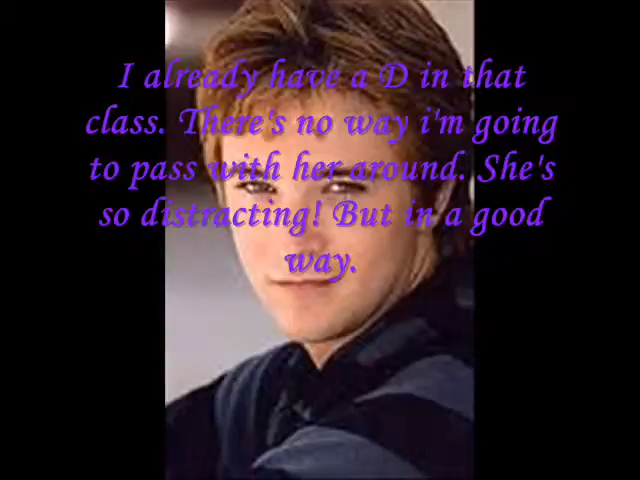 I already have a D in that
class. There's no way i'm going
to pass with her around. She's
so distracting! But in a good
way.